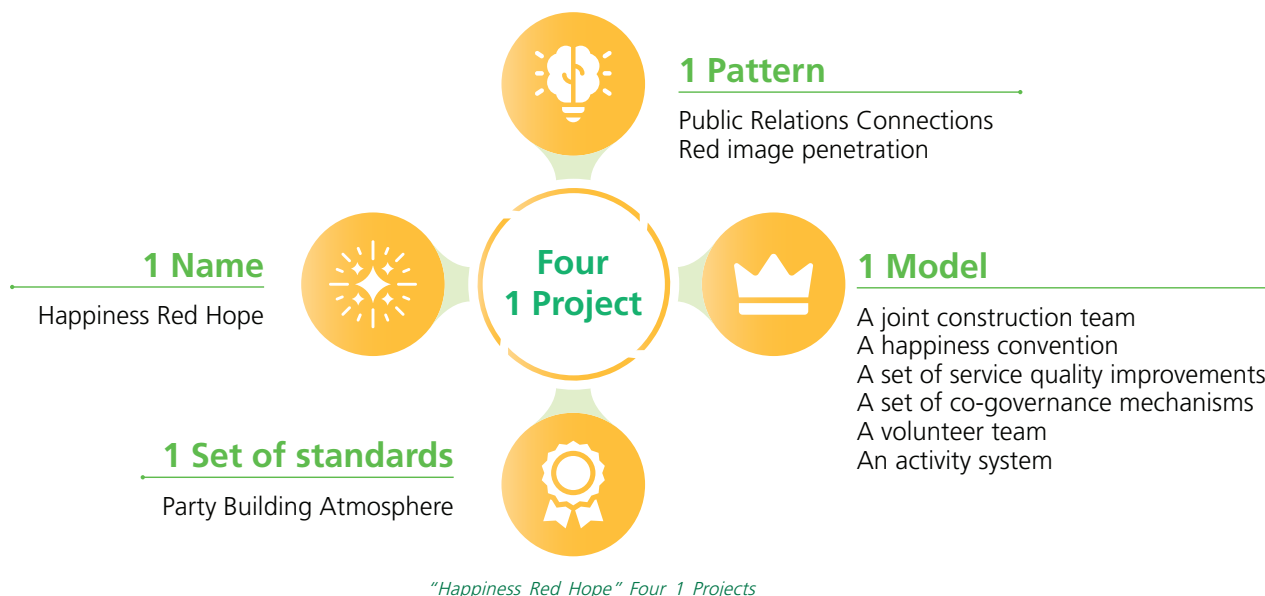 1 Pattern
Public Relations Connections
Red image penetration
1 Name
Happiness Red Hope
Four
1 Project
1 Model
A joint construction team
A happiness convention
A set of service quality improvements
A set of co-governance mechanisms
A volunteer team
An activity system
1 Set of standards
Party Building Atmosphere
"Happiness Red Hope" Four 1 Projects